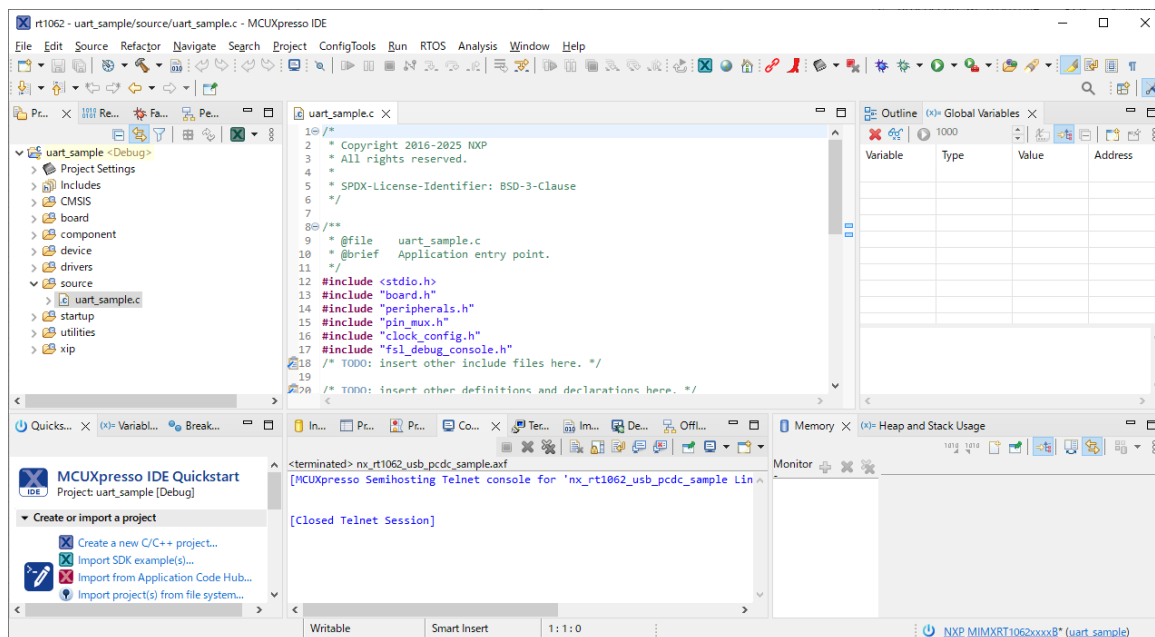 rt1062 - uart_sample/source/uart_sample.c - MCUXpresso IDE
File Edit Source Refactor Navigate Search Project ConfigTools Run RTOS Analysis Window Help
Pr... Re... Fa... Pe...
uart_sample <Debug>
Project Settings
Includes
CMSIS
board
component
device
drivers
source
uart_sample.c
startup
utilities
xip
uart_sample.c
1 /*
2 * Copyright 2016-2025 NXP
3 * All rights reserved.
4 *
5 * SPDX-License-Identifier: BSD-3-Clause
6 */
7
8 /**
9 * @file uart_sample.c
10 * @brief Application entry point.
11 */
12 #include <stdio.h>
13 #include "board.h"
14 #include "peripherals.h"
15 #include "pin_mux.h"
16 #include "clock_config.h"
17 #include "fsl_debug_console.h"
18 /* TODO: insert other include files here. */
19
20 /* TODO: insert other definitions and declarations here. */
Outline (x)= Global Variables
1000
Variable Type Value Address
Quicks... (x)= Variabl... Break...
MCUXpresso IDE Quickstart
IDE
Project: uart_sample [Debug]
Create or import a project
Create a new C/C++ project...
Import SDK example(s)...
Import from Application Code Hub...
Import project(s) from file system...
In... Pr... Pr... Co... Ter... Im... De... Offl...
<terminated> nx_rt1062_usb_pcdc_sample.axf
[MCUXpresso Semihosting Telnet console for 'nx_rt1062_usb_pcdc_sample Lin
[Closed Telnet Session]
Memory (x)= Heap and Stack Usage
Monitor
Writable Smart Insert 1 : 1 : 0
NXP MIMXRT1062xxxxB* (uart_sample)